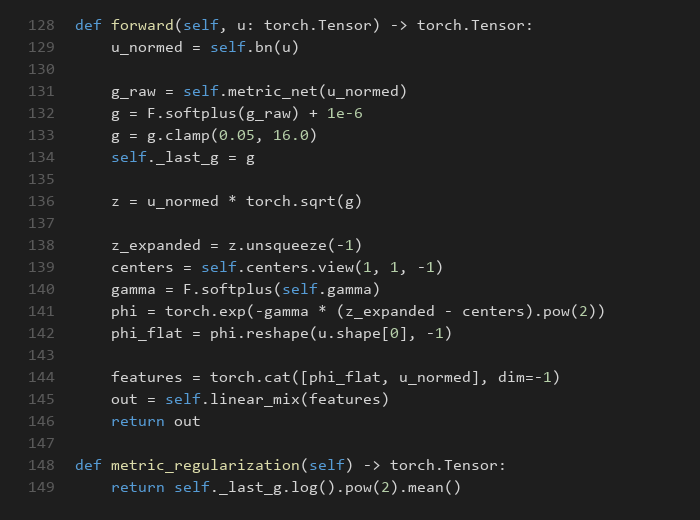 128 def forward(self, u: torch.Tensor) -> torch.Tensor:
129     u_normed = self.bn(u)
130
131     g_raw = self.metric_net(u_normed)
132     g = F.softplus(g_raw) + 1e-6
133     g = g.clamp(0.05, 16.0)
134     self._last_g = g
135
136     z = u_normed * torch.sqrt(g)
137
138     z_expanded = z.unsqueeze(-1)
139     centers = self.centers.view(1, 1, -1)
140     gamma = F.softplus(self.gamma)
141     phi = torch.exp(-gamma * (z_expanded - centers).pow(2))
142     phi_flat = phi.reshape(u.shape[0], -1)
143
144     features = torch.cat([phi_flat, u_normed], dim=-1)
145     out = self.linear_mix(features)
146     return out
147
148 def metric_regularization(self) -> torch.Tensor:
149     return self._last_g.log().pow(2).mean()